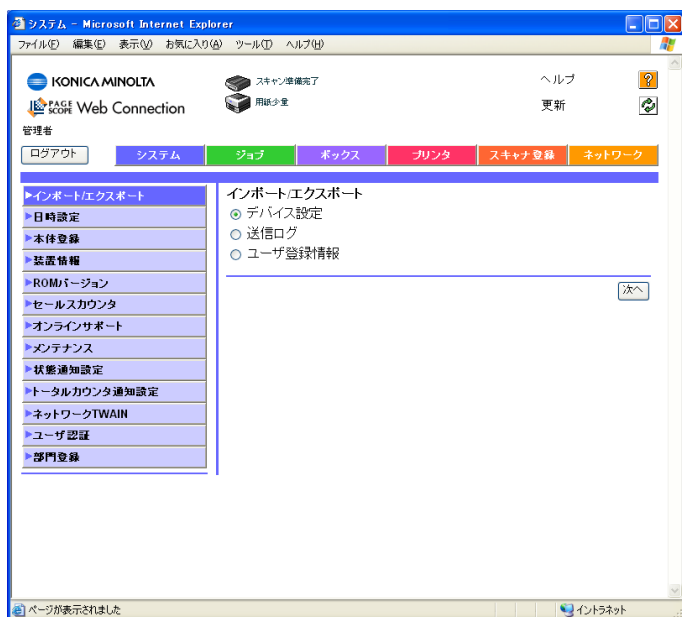 システム - Microsoft Internet Explorer
ファイル(F) 編集(E) 表示(V) お気に入り(A) ツール(T) ヘルプ(H)
KONICA MINOLTA
スキャン準備完了
ヘルプ
?
PAGE SCOPE Web Connection
用紙少量
更新
管理者
ログアウト
システム
ジョブ
ボックス
プリンタ
スキャナ登録
ネットワーク
インポート/エクスポート
日時設定
本体登録
装置情報
ROMバージョン
セールスカウンタ
オンラインサポート
メンテナンス
状態通知設定
トータルカウンタ通知設定
ネットワークTWAIN
ユーザ認証
部門登録
インポート/エクスポート
デバイス設定
送信ログ
ユーザ登録情報
次へ
ページが表示されました
イントラネット